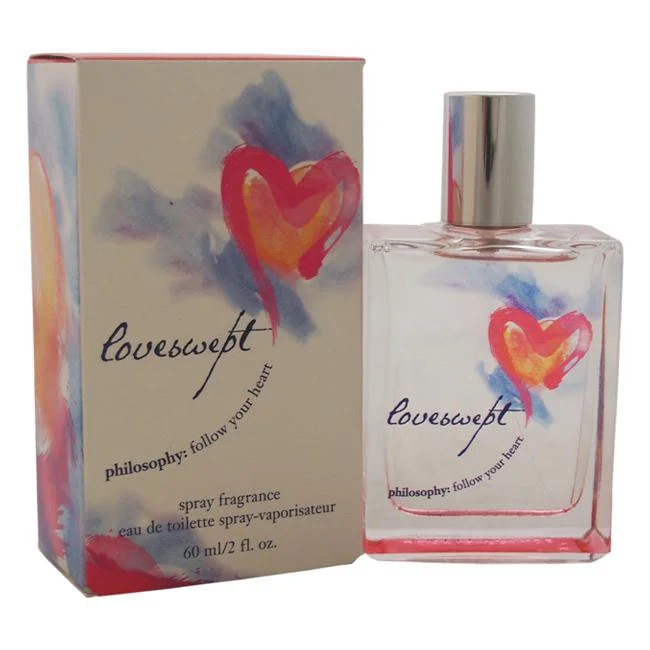 loveswept
philosophy: follow your heart
spray fragrance
eau de toilette spray-vaporisateur
60 ml/2 fl. oz.
loveswept
philosophy: follow your heart